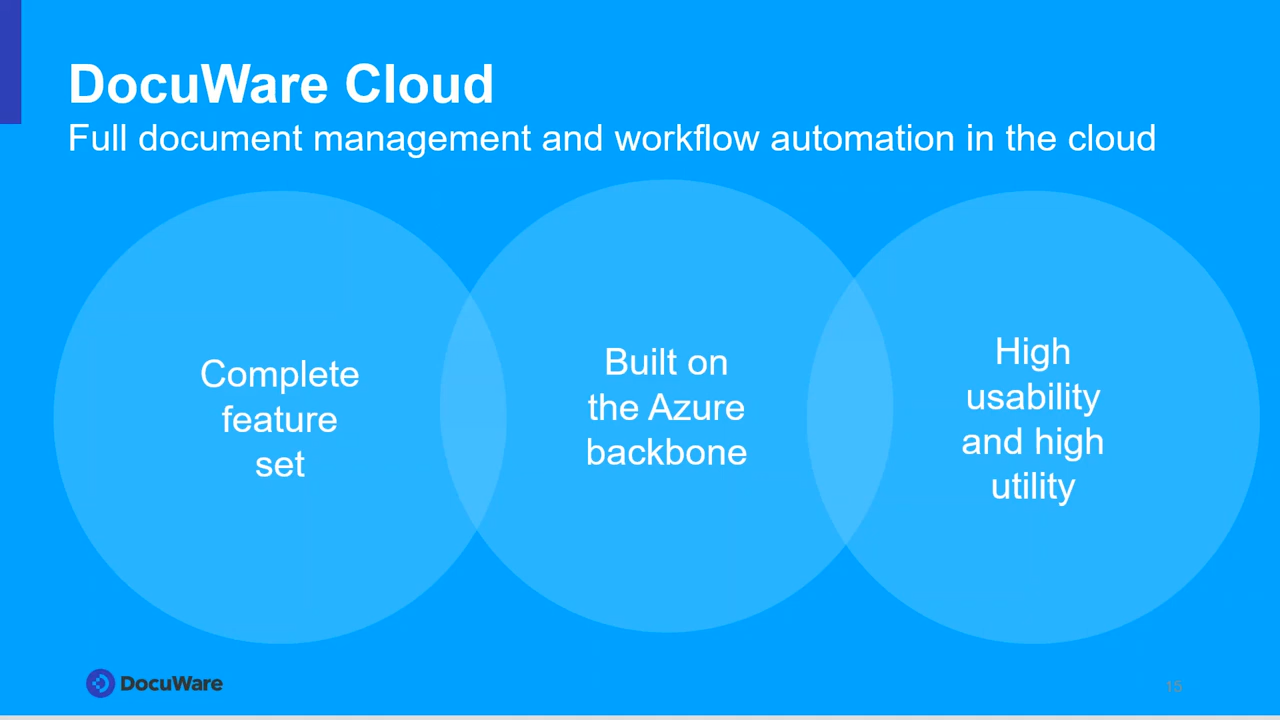 DocuWare Cloud
Full document management and workflow automation in the cloud
Complete
feature
set
Built on
the Azure
backbone
High
usability
and high
utility
DocuWare
15